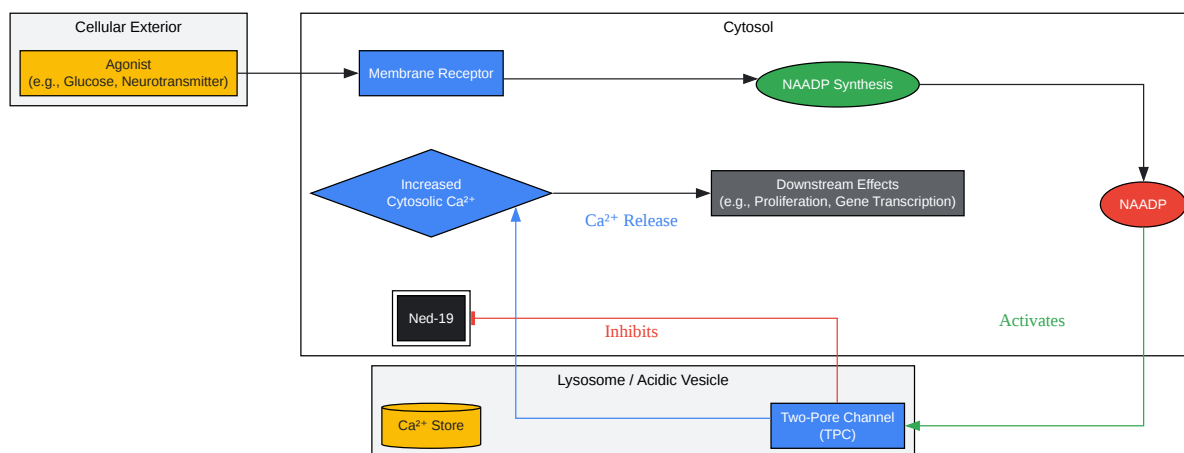 Cellular Exterior
Cytosol
Agonist
(e.g., Glucose, Neurotransmitter)
Membrane Receptor
NAADP Synthesis
Increased
Cytosolic Ca²⁺
Downstream Effects
(e.g., Proliferation, Gene Transcription)
NAADP
Ca²⁺ Release
Ned-19
Inhibits
Activates
Lysosome / Acidic Vesicle
Ca²⁺ Store
Two-Pore Channel
(TPC)